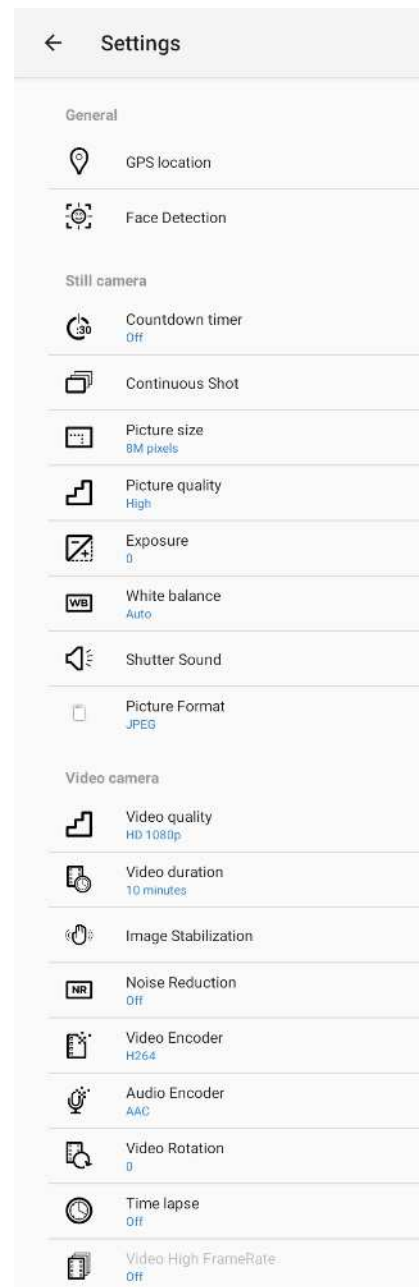 Settings
General
GPS location
Face Detection
Still camera
:30
Countdown timer
Off
Continuous Shot
Picture size
8M pixels
Picture quality
High
Exposure
0
WB
White balance
Auto
Shutter Sound
Picture Format
JPEG
Video camera
Video quality
HD 1080p
Video duration
10 minutes
Image Stabilization
NR
Noise Reduction
Off
Video Encoder
H264
Audio Encoder
AAC
Video Rotation
0
Time lapse
Off
Video High FrameRate
Off